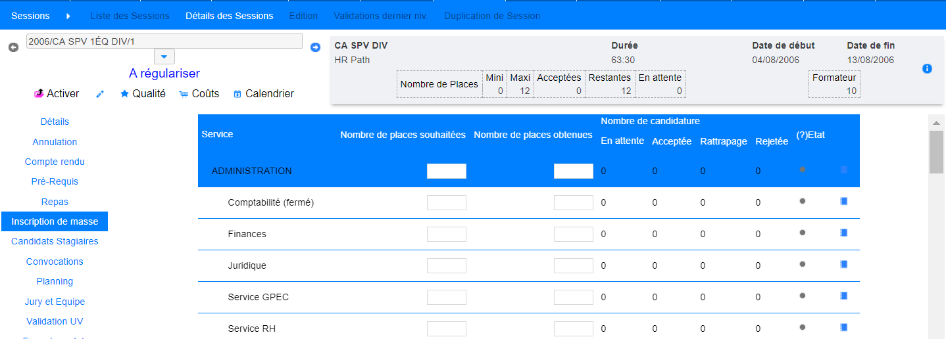 Sessions Liste des Sessions Détails des Sessions Edition Validations dernier niv. Duplication de Session
2006/CA SPV 1ÉQ DIV/1
A régulariser
Activer Qualité Coûts Calendrier
CA SPV DIV Durée Date de début Date de fin
HR Path 63:30 04/08/2006 13/08/2006
Nombre de Places Mini Maxi Acceptées Restantes En attente Formateur
0 12 0 12 0 10
Détails
Annulation
Compte rendu
Pré-Requis
Repas
Inscription de masse
Candidats Stagiaires
Convocations
Planning
Jury et Equipe
Validation UV
Service Nombre de places souhaitées Nombre de places obtenues Nombre de candidature (?)Etat
En attente Acceptée Rattrapage Rejetée
ADMINISTRATION 0 0 0 0
Comptabilité (fermé) 0 0 0 0
Finances 0 0 0 0
Juridique 0 0 0 0
Service GPEC 0 0 0 0
Service RH 0 0 0 0